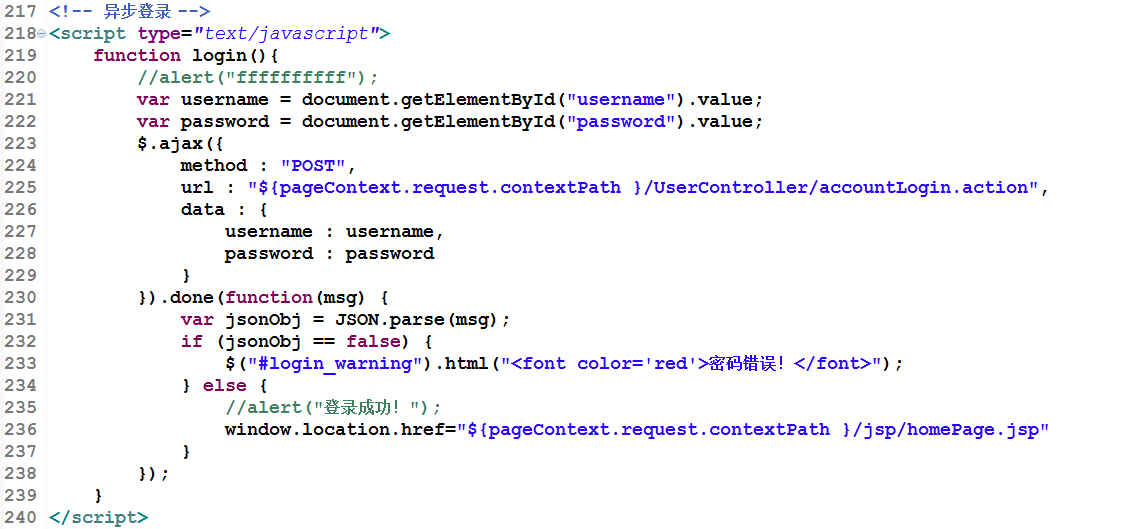 217 <!-- 异步登录 -->
218 <script type="text/javascript">
219     function login(){
220         //alert("ffffffffff");
221         var username = document.getElementById("username").value;
222         var password = document.getElementById("password").value;
223         $.ajax({
224             method : "POST",
225             url : "${pageContext.request.contextPath }/UserController/accountLogin.action",
226             data : {
227                 username : username,
228                 password : password
229             }
230         }).done(function(msg) {
231             var jsonObj = JSON.parse(msg);
232             if (jsonObj == false) {
233                 $("#login_warning").html("<font color='red'>密码错误！</font>");
234             } else {
235                 //alert("登录成功！");
236                 window.location.href="${pageContext.request.contextPath }/jsp/homePage.jsp"
237             }
238         });
239     }
240 </script>